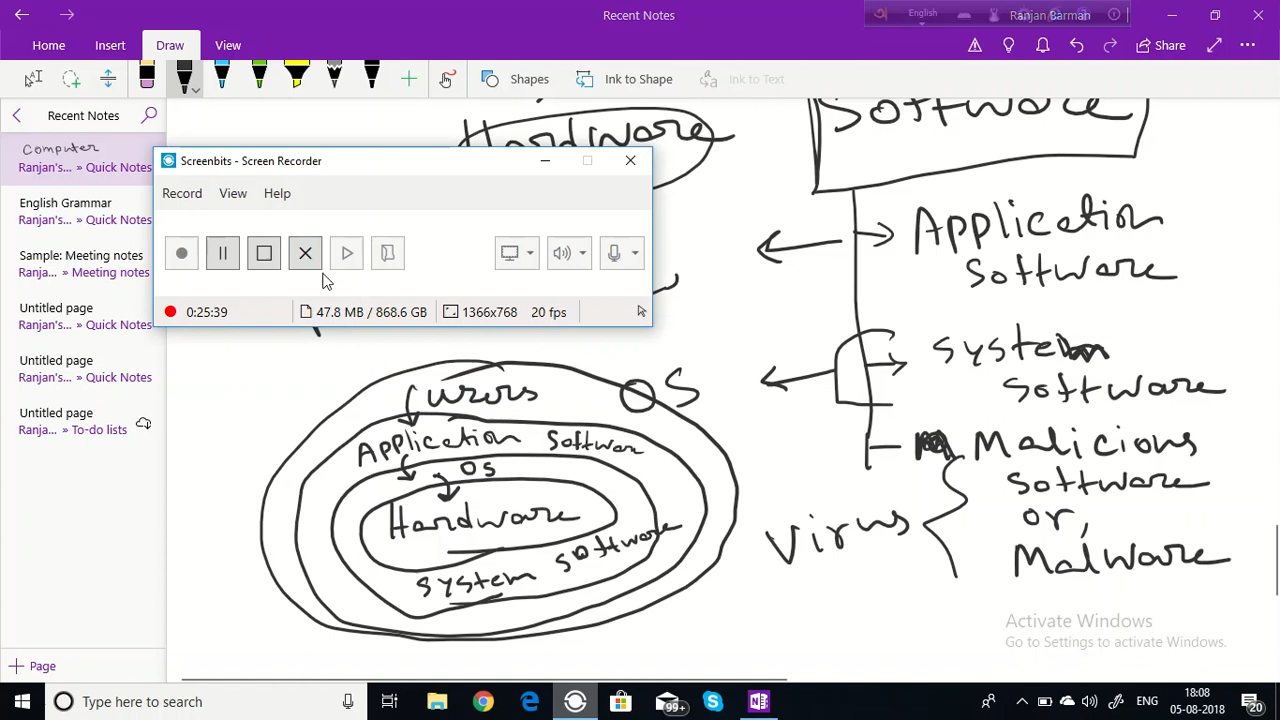 Recent Notes
English
Ranjan Barman
Home
Insert
Draw
View
Share
Shapes
Ink to Shape
Ink to Text
Recent Notes
Computer
Ranjan's... » Quick Notes
English Grammar
Ranjan's... » Quick Notes
Sample: Meeting notes
Ranjan's... » Meeting notes
Untitled page
Ranjan's... » Quick Notes
Untitled page
Ranjan's... » Quick Notes
Untitled page
Ranja... » To-do lists
Page
Screenbits - Screen Recorder
Record
View
Help
0:25:39
47.8 MB / 868.6 GB
1366x768
20 fps
Hardware
Software
Application
Software
System
Software
Malicious
Software
or,
Malware
Virus
OS
Users
Application Softwar
OS
Hardware
System Software
Activate Windows
Go to Settings to activate Windows.
Type here to search
99+
ENG
18:08
05-08-2018
20